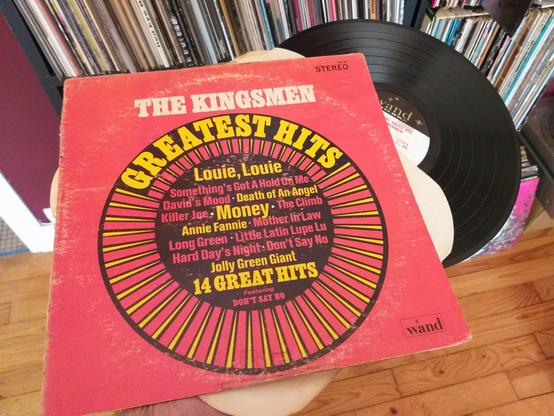 STEREO
THE KINGSMEN
GREATEST HITS
Louie, Louie
Something's Got A Hold On Me
David's Mood · Death of An Angel
Killer Joe · Money · The Climb
Annie Fannie · Mother in Law
Long Green · Little Latin Lupe Lu
Hard Day's Night · Don't Say No
Jolly Green Giant
14 GREAT HITS
Featuring
DON'T SAY NO
wand
wand